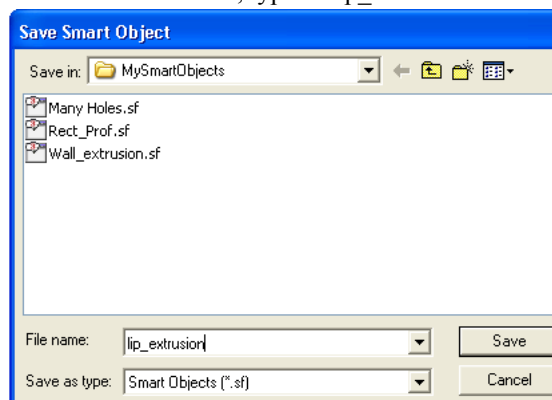 Save Smart Object
Save in: MySmartObjects
Many Holes.sf
Rect_Prof.sf
Wall_extrusion.sf
File name: lip_extrusion Save
Save as type: Smart Objects (*.sf) Cancel